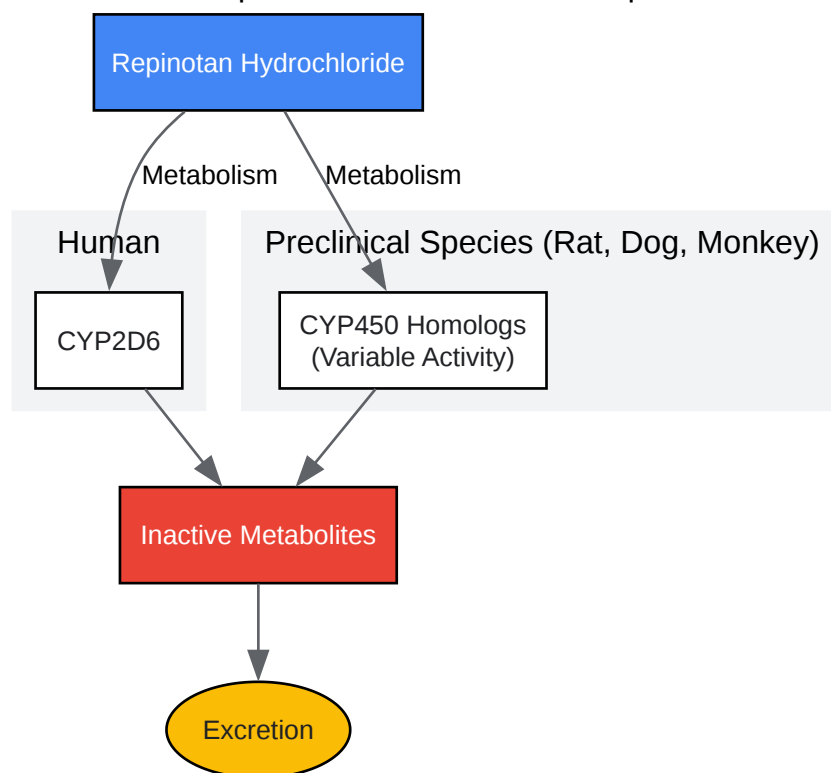 Repinotan Hydrochloride
Metabolism
Metabolism
Human
Preclinical Species (Rat, Dog, Monkey)
CYP2D6
CYP450 Homologs
(Variable Activity)
Inactive Metabolites
Excretion